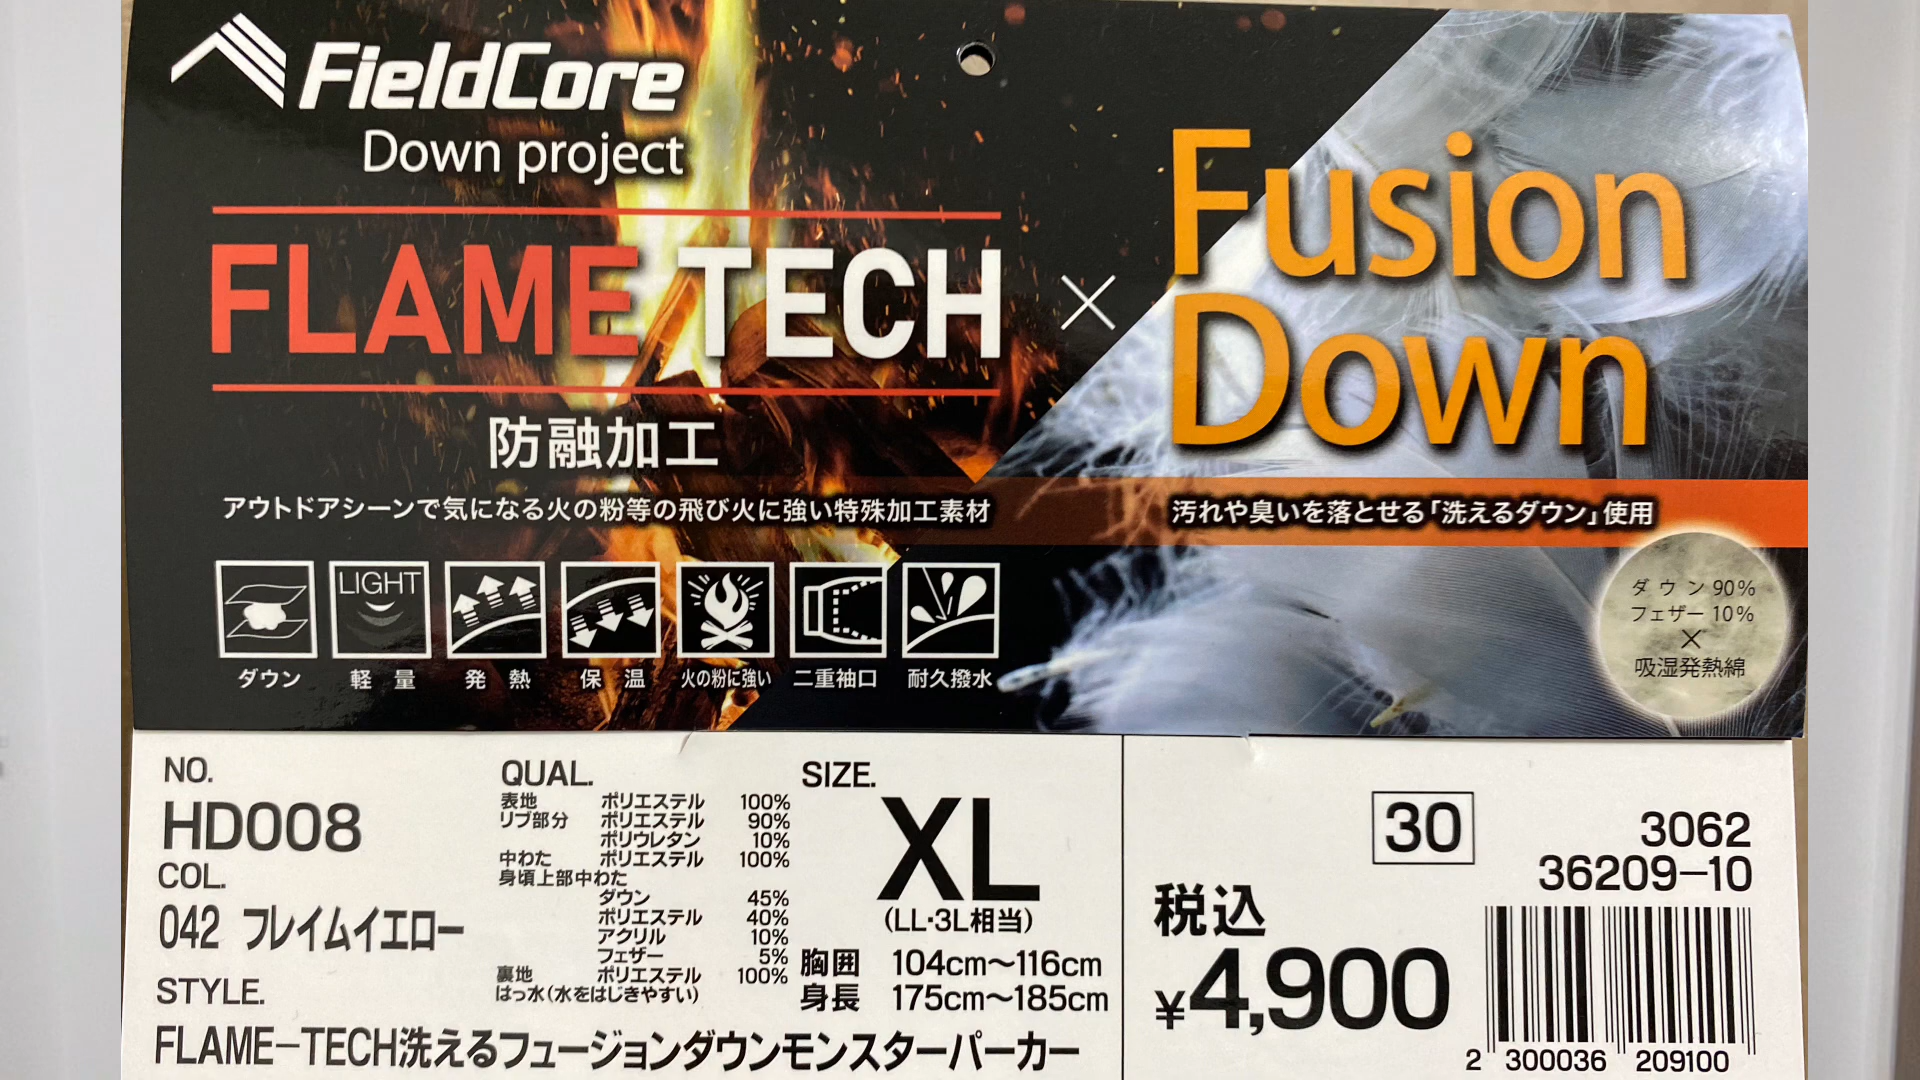 FieldCore
Down project
FLAME TECH
×
Fusion
Down
防融加工
アウトドアシーンで気になる火の粉等の飛び火に強い特殊加工素材
汚れや臭いを落とせる「洗えるダウン」使用
ダウン90%
フェザー10%
×
吸湿発熱綿
LIGHT
ダウン 軽量 発熱 保温 火の粉に強い 二重袖口 耐久撥水
NO.
HD008
COL.
042 フレイムイエロー
STYLE.
FLAME-TECH洗えるフュージョンダウンモンスターパーカー
QUAL.
表地 ポリエステル 100%
リブ部分 ポリエステル 90%
ポリウレタン 10%
中わた ポリエステル 100%
身頃上部中わた
ダウン 45%
ポリエステル 40%
アクリル 10%
フェザー 5%
裏地 ポリエステル 100%
はっ水(水をはじきやすい)
SIZE.
XL
(LL・3L相当)
胸囲 104cm～116cm
身長 175cm～185cm
30
3062
36209-10
税込
¥4,900
2 300036 209100